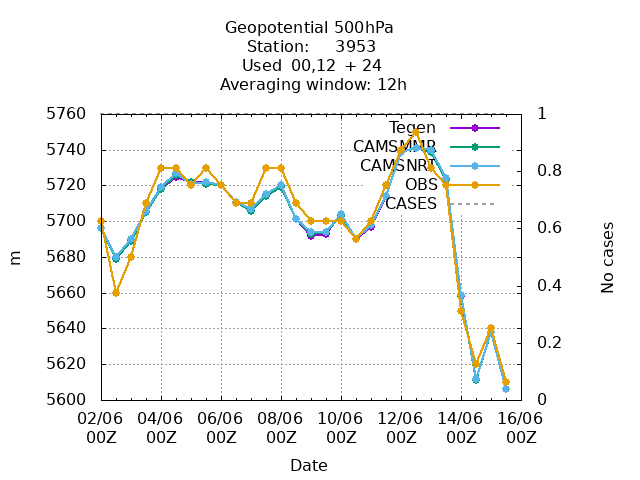 Geopotential 500hPa
Station: 3953
Used 00,12 + 24
Averaging window: 12h
5760
5740
5720
5700
5680
5660
5640
5620
5600
m
1
0.8
0.6
0.4
0.2
0
No cases
Tegen
CAMSMMR
CAMSNRT
OBS
CASES
02/06 04/06 06/06 08/06 10/06 12/06 14/06 16/06
00Z 00Z 00Z 00Z 00Z 00Z 00Z 00Z
Date